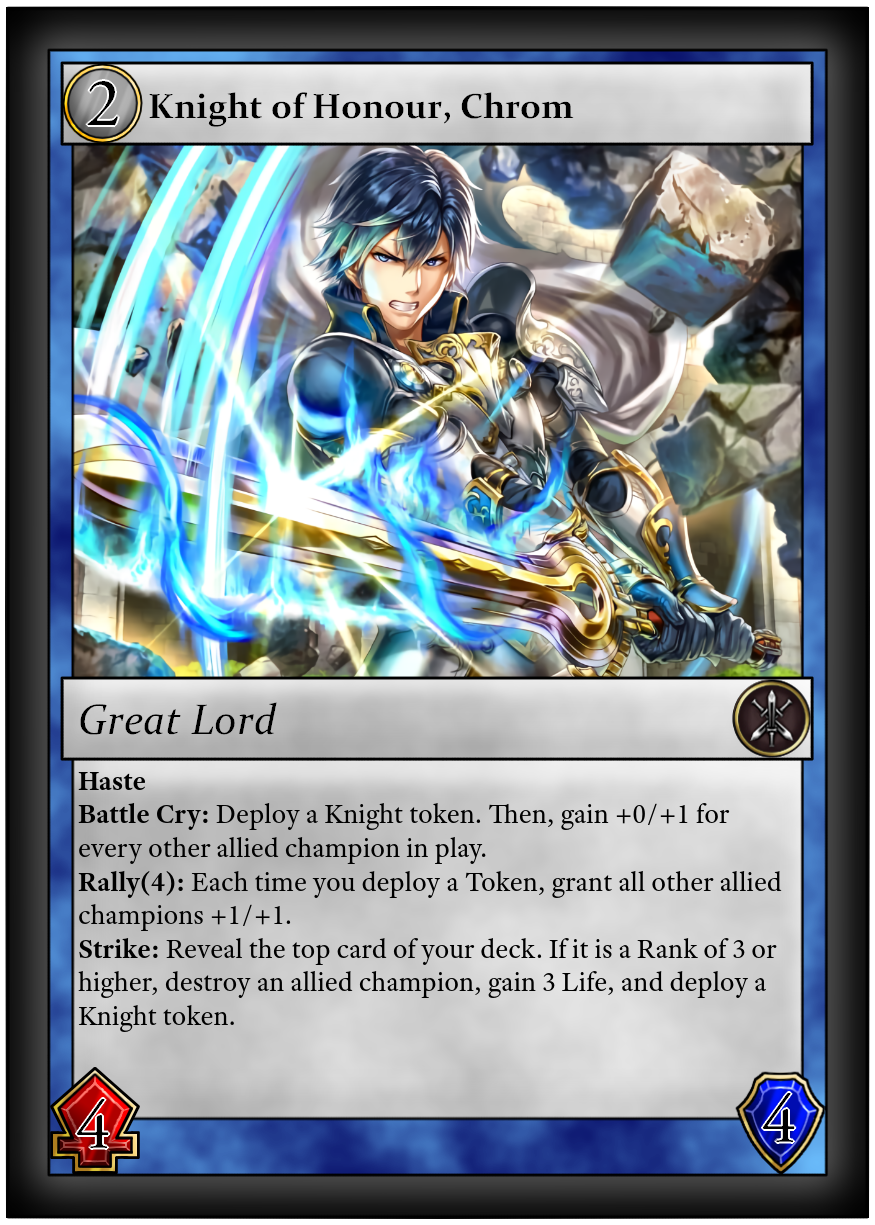 2
Knight of Honour, Chrom
Great Lord
Haste
Battle Cry: Deploy a Knight token. Then, gain +0/+1 for
every other allied champion in play.
Rally(4): Each time you deploy a Token, grant all other allied
champions +1/+1.
Strike: Reveal the top card of your deck. If it is a Rank of 3 or
higher, destroy an allied champion, gain 3 Life, and deploy a
Knight token.
4
4